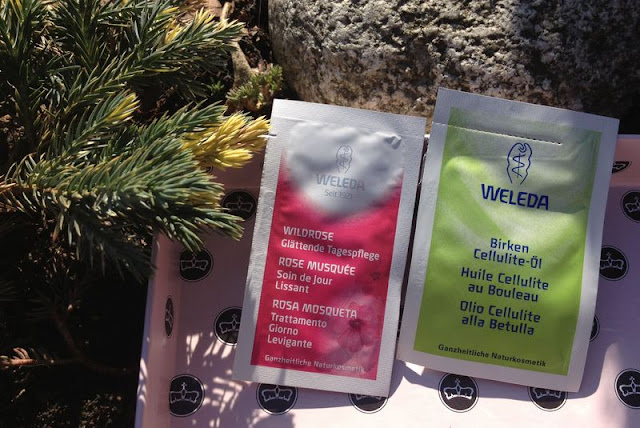 WELEDA
Seit 1921
WILDROSE
Glättende Tagespflege
ROSE MUSQUÉE
Soin de Jour
Lissant
ROSA MOSQUETA
Trattamento
Giorno
Levigante
Ganzheitliche Naturkosmetik
WELEDA
Birken
Cellulite-Öl
Huile Cellulite
au Bouleau
Olio Cellulite
alla Betulla
Ganzheitliche Naturkosmetik